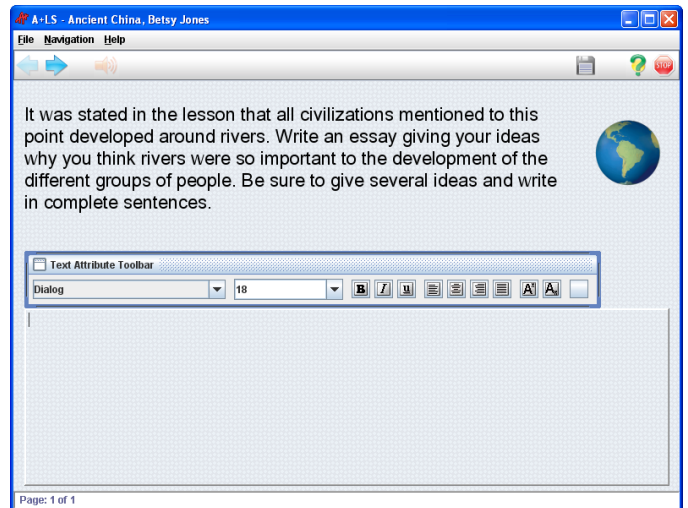 A+LS - Ancient China, Betsy Jones
File Navigation Help
STOP
It was stated in the lesson that all civilizations mentioned to this
point developed around rivers. Write an essay giving your ideas
why you think rivers were so important to the development of the
different groups of people. Be sure to give several ideas and write
in complete sentences.
Text Attribute Toolbar
Dialog 18 B I u A A
Page: 1 of 1